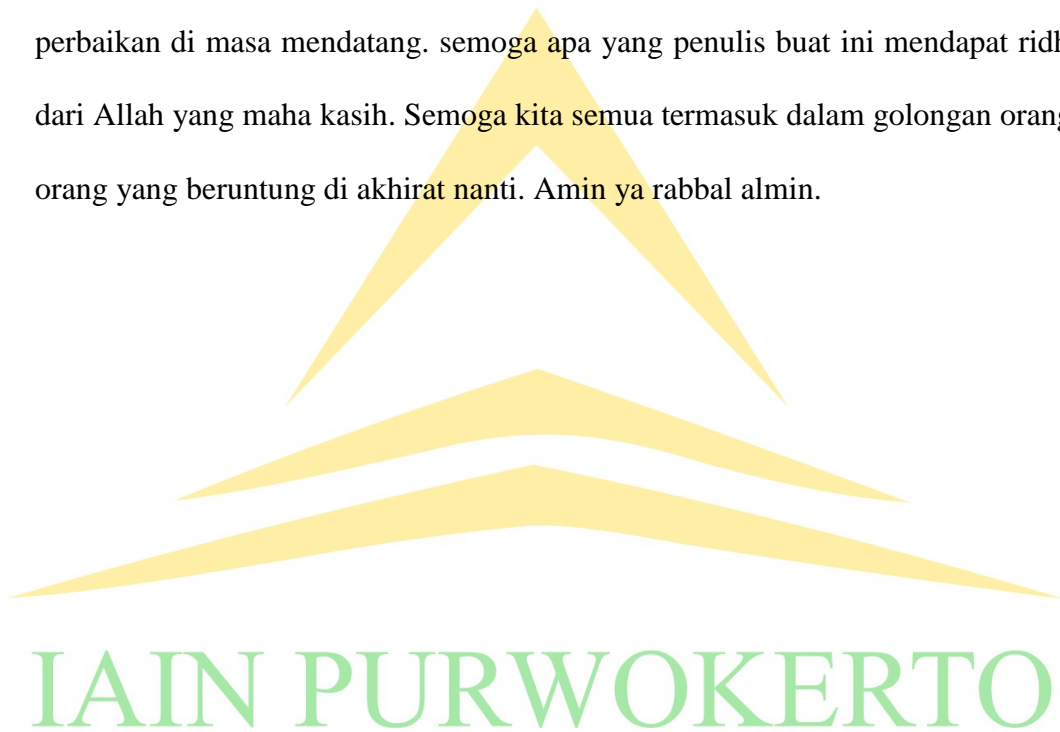 perbaikan di masa mendatang. semoga apa yang penulis buat ini mendapat ridh
dari Allah yang maha kasih. Semoga kita semua termasuk dalam golongan orang
orang yang beruntung di akhirat nanti. Amin ya rabbal almin.
IAIN PURWOKERTO